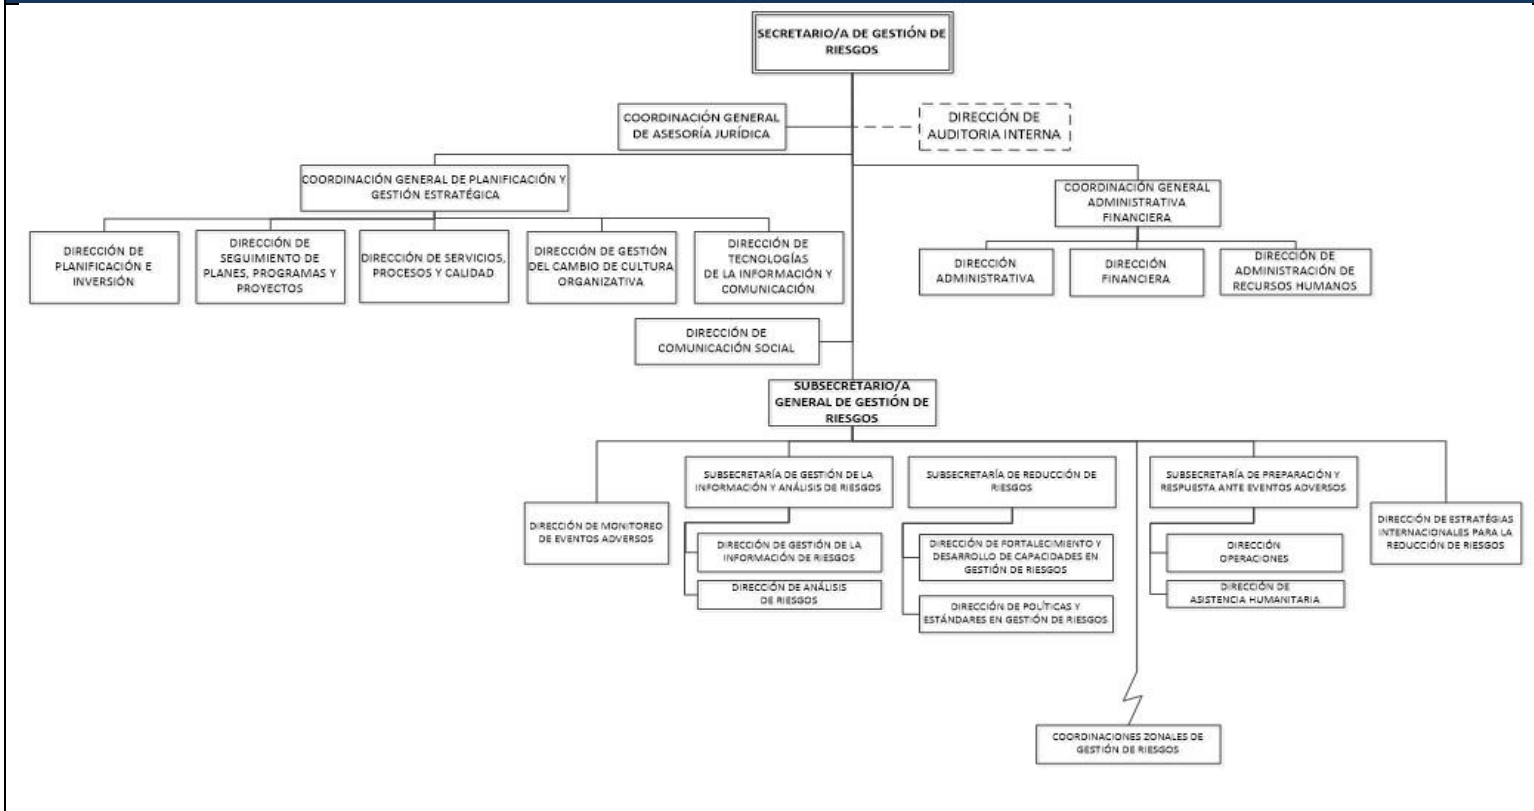 SECRETARIO/A DE GESTIÓN DE
RIESGOS
COORDINACIÓN GENERAL
DE ASESORÍA JURÍDICA
DIRECCIÓN DE
AUDITORIA INTERNA
COORDINACIÓN GENERAL DE PLANIFICACIÓN Y
GESTIÓN ESTRATÉGICA
COORDINACIÓN GENERAL
ADMINISTRATIVA
FINANCIERA
DIRECCIÓN DE
PLANIFICACIÓN E
INVERSIÓN
DIRECCIÓN DE
SEGUIMIENTO DE
PLANES, PROGRAMAS Y
PROYECTOS
DIRECCIÓN DE SERVICIOS,
PROCESOS Y CALIDAD
DIRECCIÓN DE GESTIÓN
DEL CAMBIO DE CULTURA
ORGANIZATIVA
DIRECCIÓN DE
TECNOLOGÍAS
DE LA INFORMACIÓN Y
COMUNICACIÓN
DIRECCIÓN
ADMINISTRATIVA
DIRECCIÓN
FINANCIERA
DIRECCIÓN DE
ADMINISTRACIÓN DE
RECURSOS HUMANOS
DIRECCIÓN DE
COMUNICACIÓN SOCIAL
SUBSECRETARIO/A
GENERAL DE GESTIÓN DE
RIESGOS
DIRECCIÓN DE MONITOREO
DE EVENTOS ADVERSOS
SUBSECRETARÍA DE GESTIÓN DE LA
INFORMACIÓN Y ANÁLISIS DE RIESGOS
DIRECCIÓN DE GESTIÓN DE LA
INFORMACIÓN DE RIESGOS
DIRECCIÓN DE ANÁLISIS
DE RIESGOS
SUBSECRETARÍA DE REDUCCIÓN DE
RIESGOS
DIRECCIÓN DE FORTALECIMIENTO Y
DESARROLLO DE CAPACIDADES EN
GESTIÓN DE RIESGOS
DIRECCIÓN DE POLÍTICAS Y
ESTÁNDARES EN GESTIÓN DE RIESGOS
SUBSECRETARÍA DE PREPARACIÓN Y
RESPUESTA ANTE EVENTOS ADVERSOS
DIRECCIÓN
OPERACIONES
DIRECCIÓN DE
ASISTENCIA HUMANITARIA
DIRECCIÓN DE ESTRATÉGIAS
INTERNACIONALES PARA LA
REDUCCIÓN DE RIESGOS
COORDINACIONES ZONALES DE
GESTIÓN DE RIESGOS